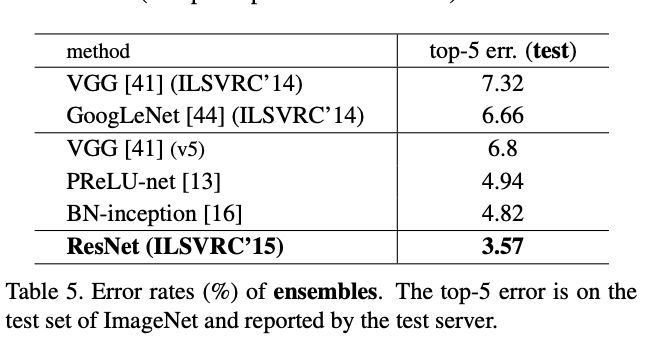 method top-5 err. (test)
VGG [41] (ILSVRC’14) 7.32
GoogLeNet [44] (ILSVRC’14) 6.66
VGG [41] (v5) 6.8
PReLU-net [13] 4.94
BN-inception [16] 4.82
ResNet (ILSVRC’15) 3.57
Table 5. Error rates (%) of ensembles. The top-5 error is on the
test set of ImageNet and reported by the test server.